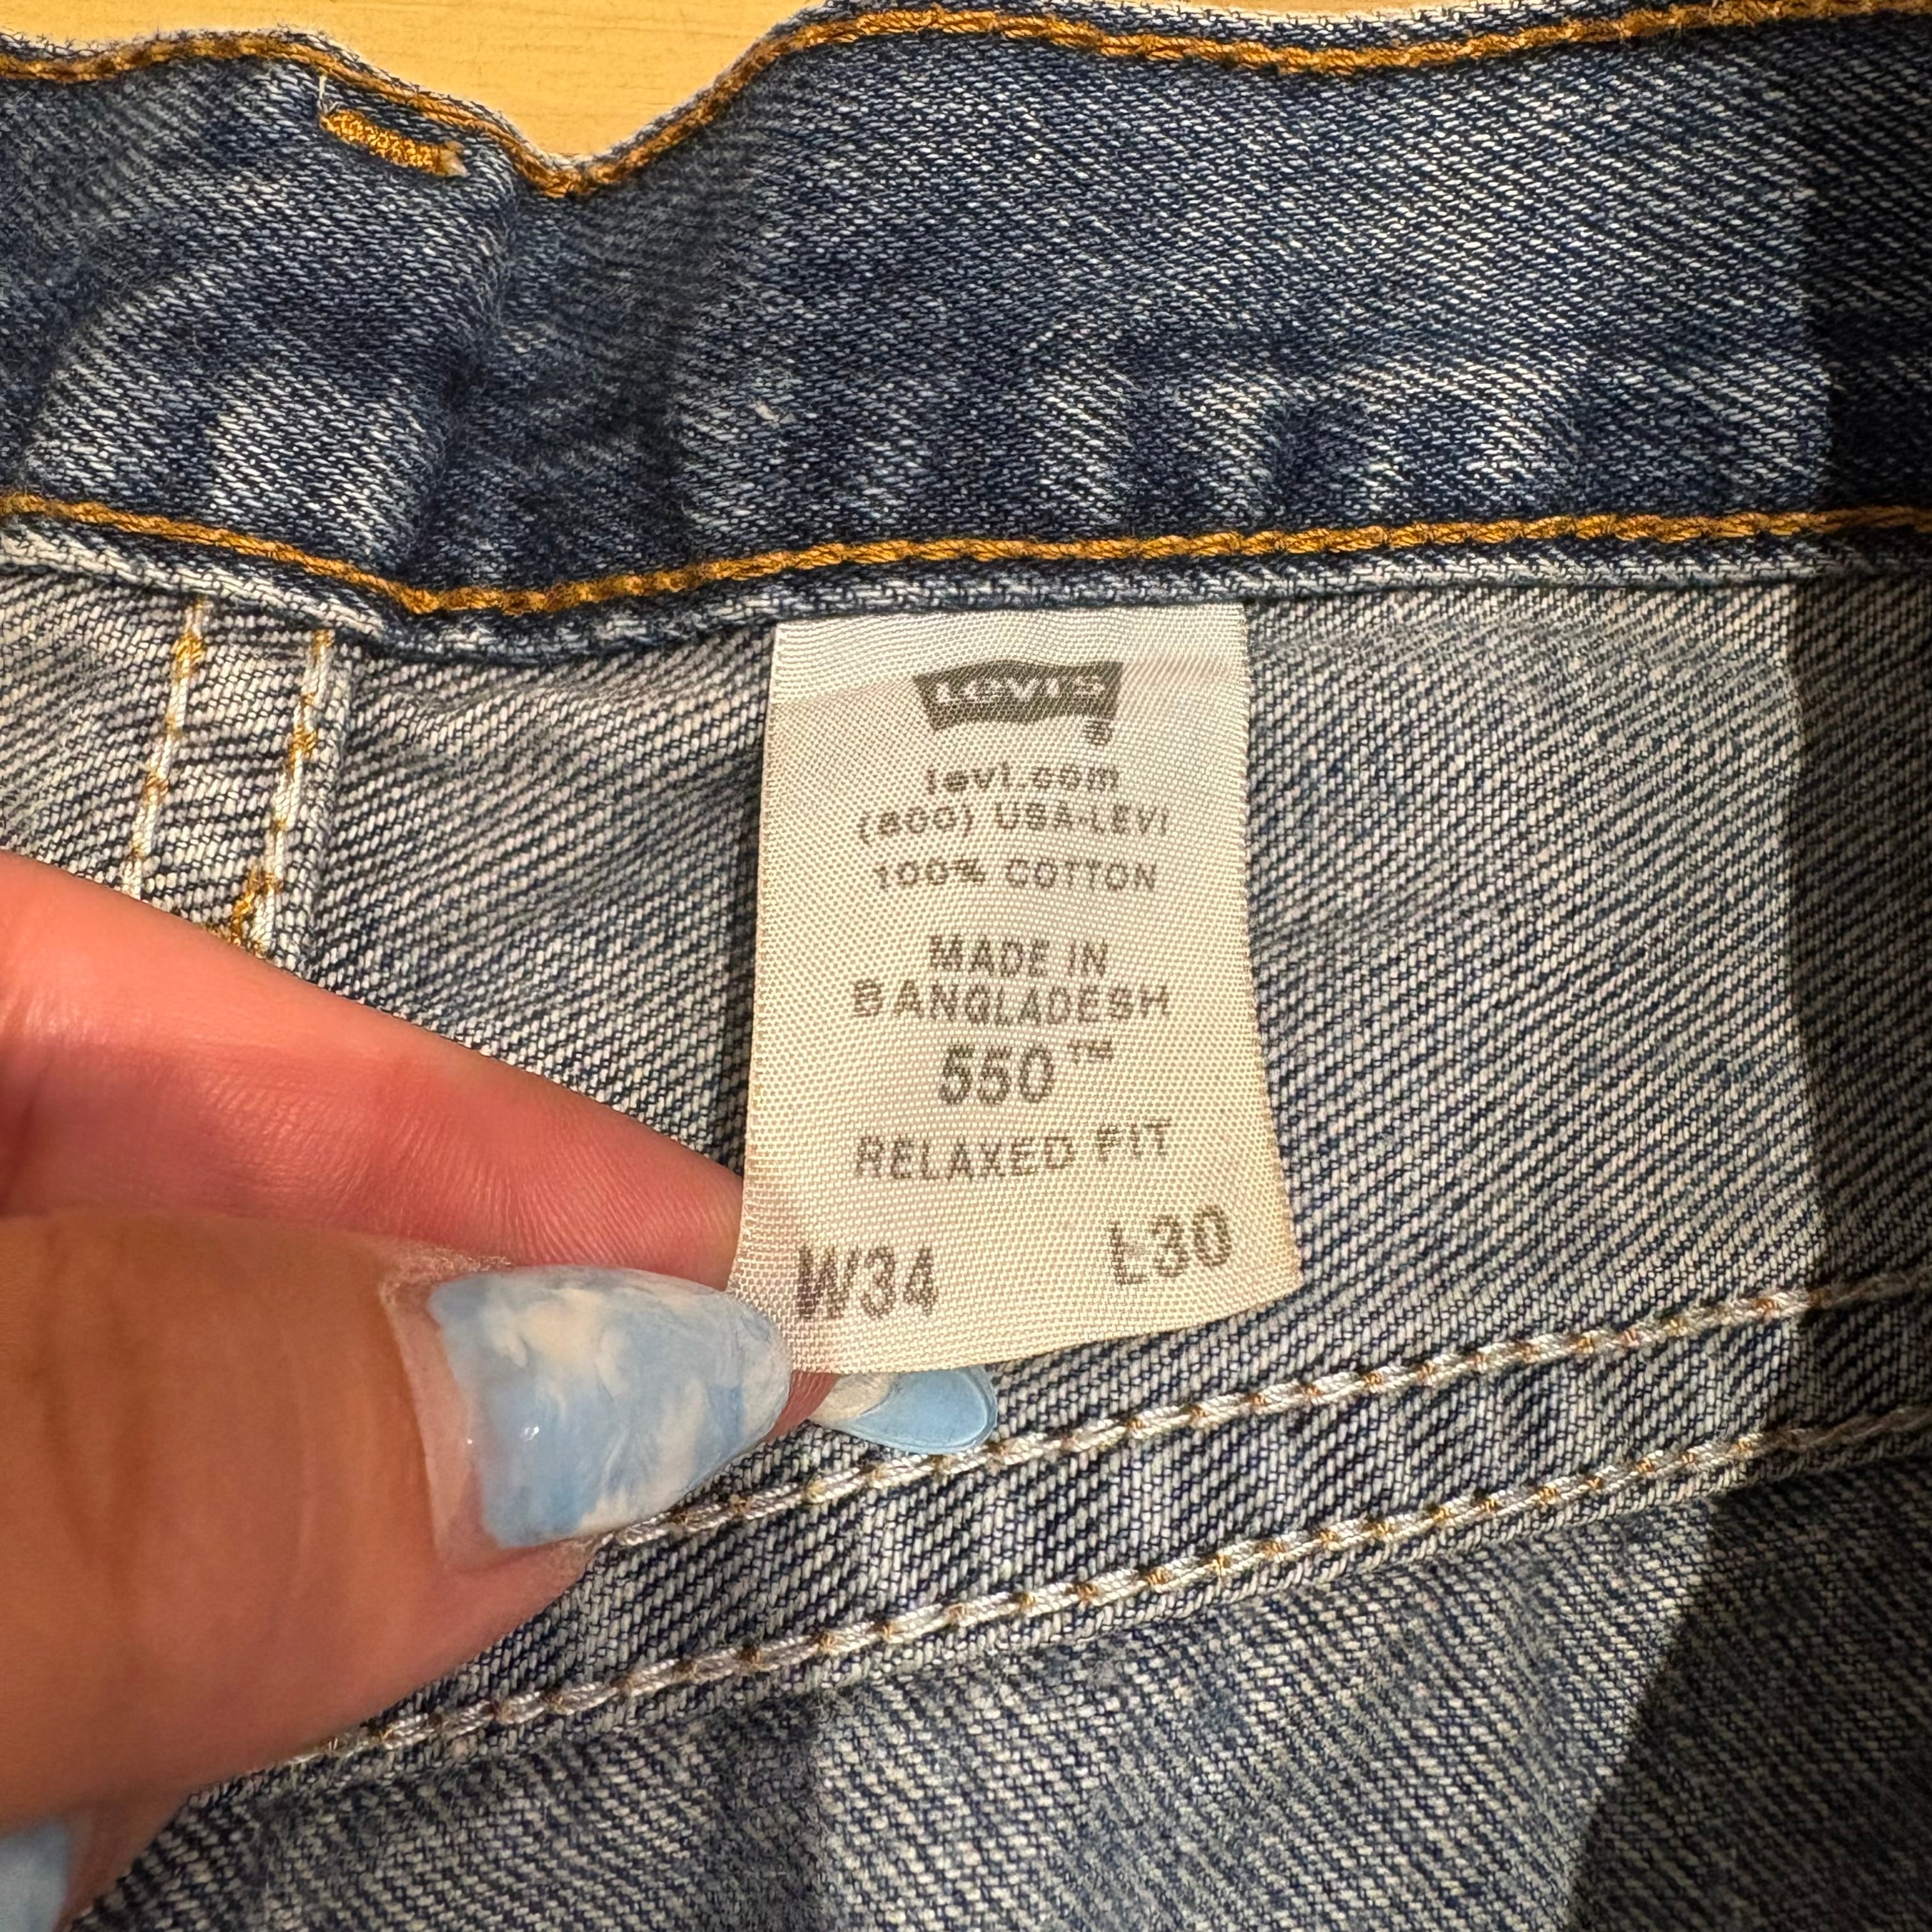 Levi's
®
levi.com
(800) USA-LEVI
100% COTTON
MADE IN
BANGLADESH
550™
RELAXED FIT
W34 L30